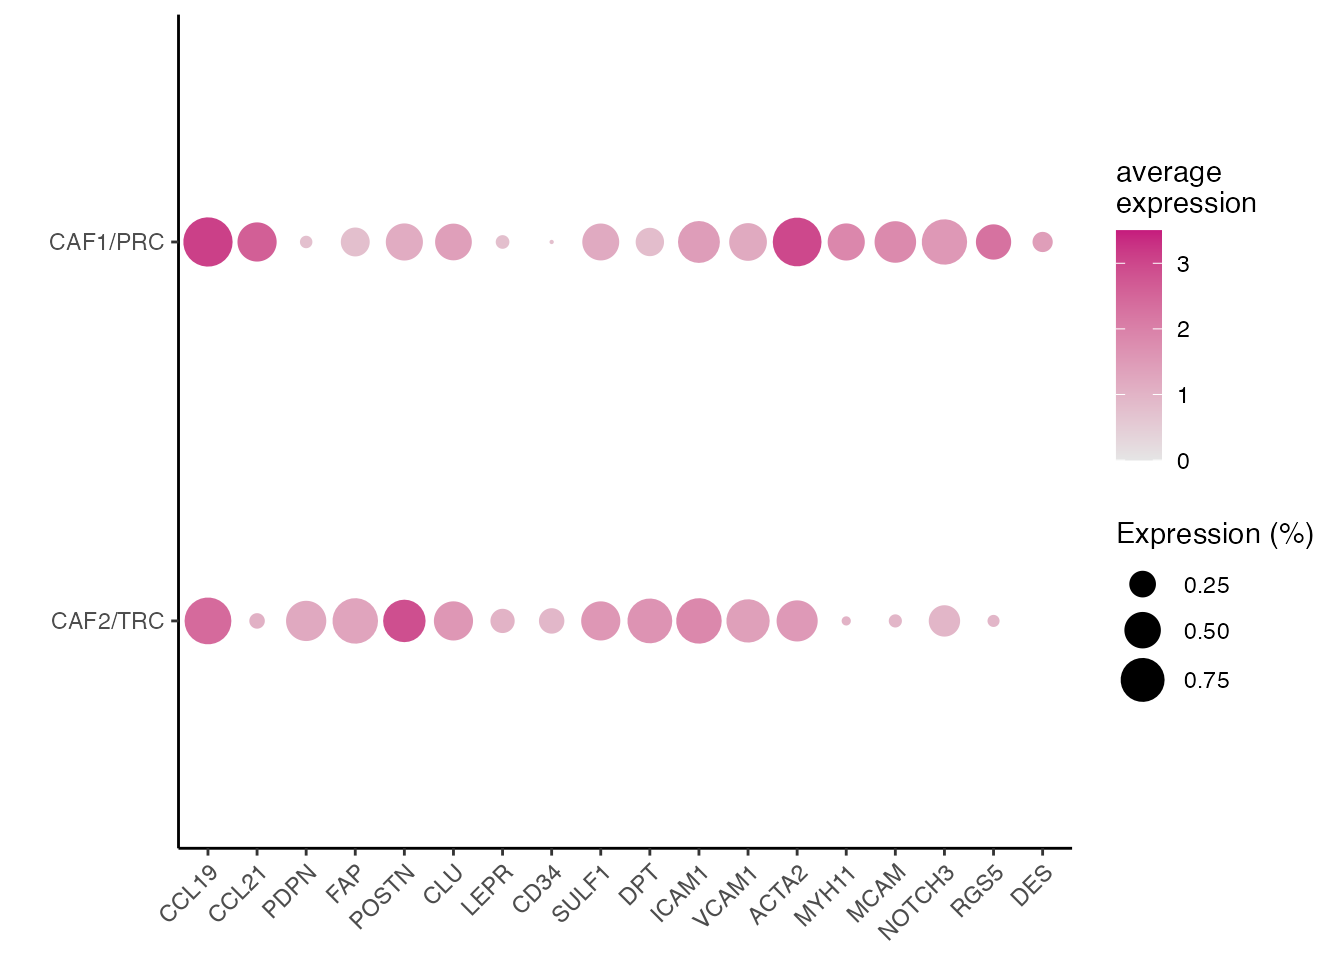 CAF1/PRC
CAF2/TRC
CCL19
CCL21
PDPN
FAP
POSTN
CLU
LEPR
CD34
SULF1
DPT
ICAM1
VCAM1
ACTA2
MYH11
MCAM
NOTCH3
RGS5
DES
average
expression
3
2
1
0
Expression (%)
0.25
0.50
0.75